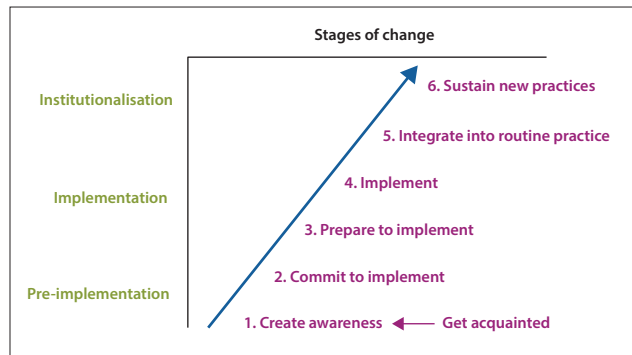 Stages of change
Institutionalisation
6. Sustain new practices
5. Integrate into routine practice
Implementation
4. Implement
3. Prepare to implement
2. Commit to implement
Pre-implementation
1. Create awareness
Get acquainted